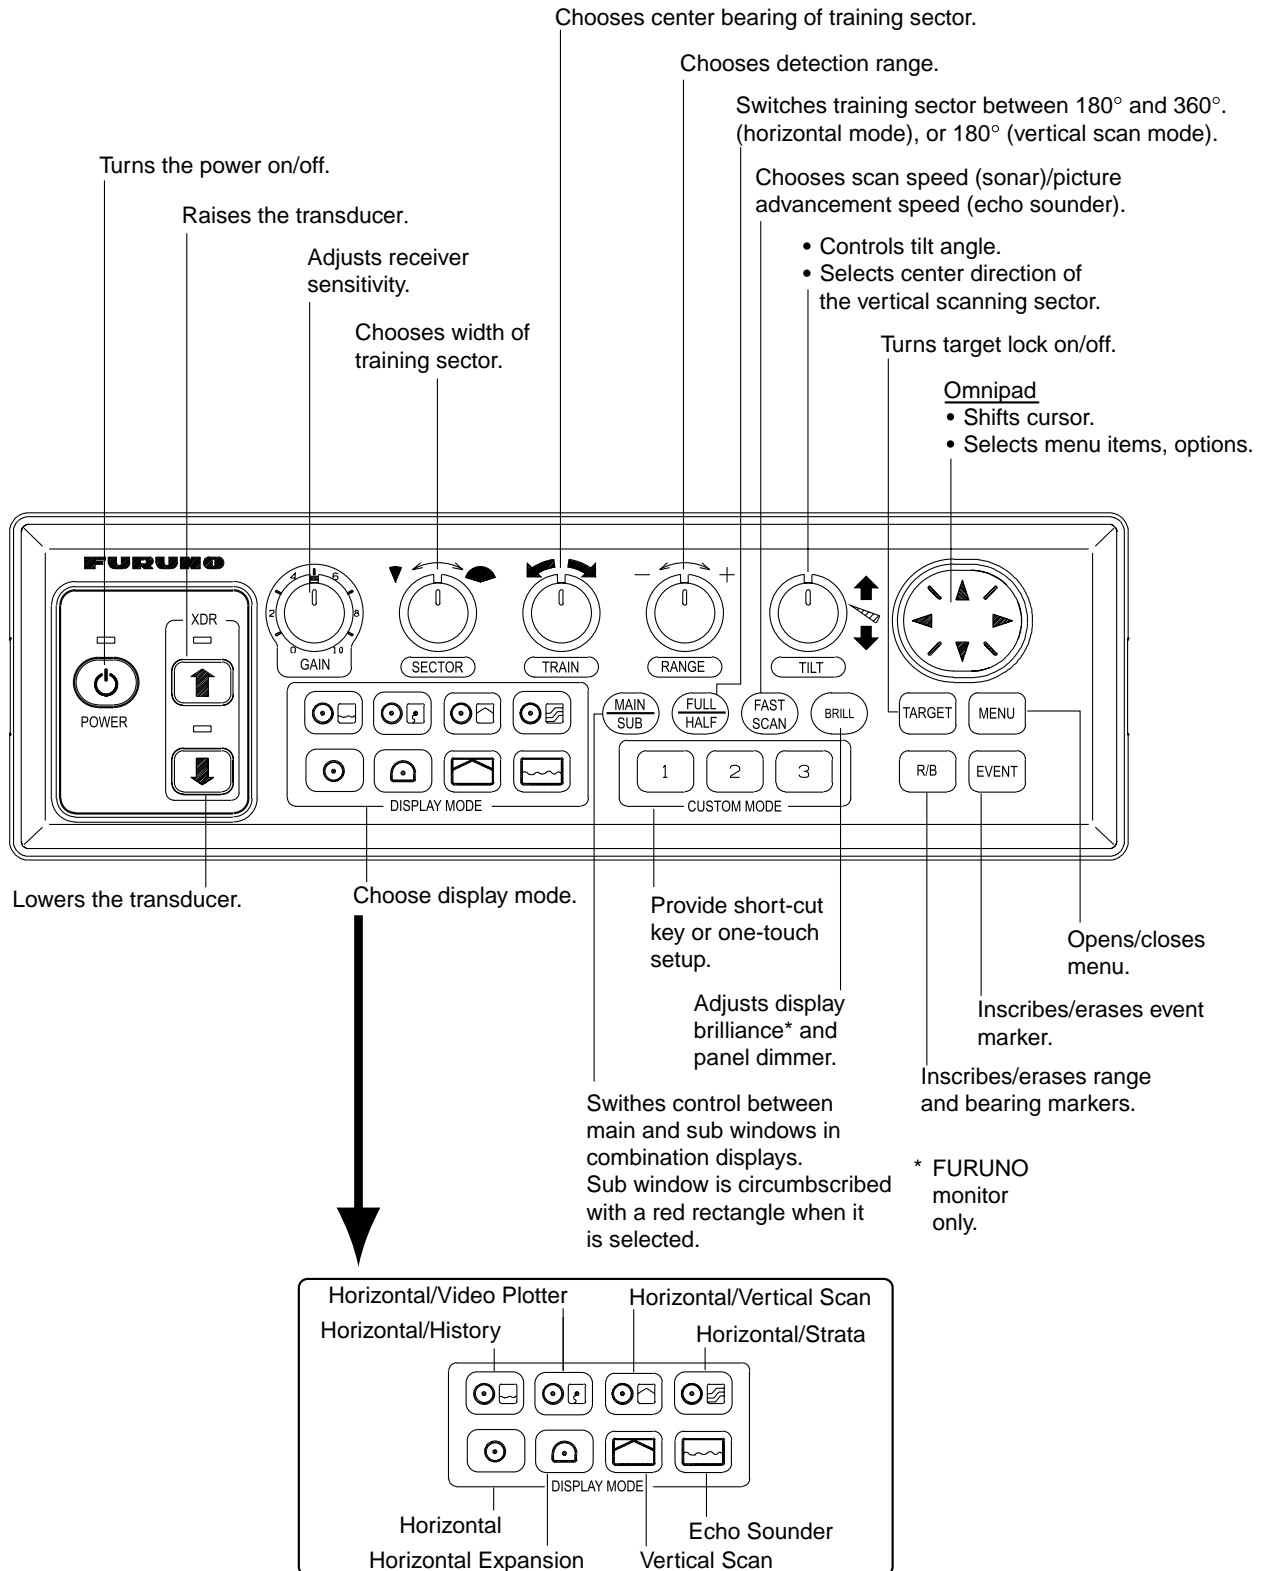 Chooses center bearing of training sector.
Chooses detection range.
Switches training sector between 180° and 360°.
(horizontal mode), or 180° (vertical scan mode).
Turns the power on/off.
Chooses scan speed (sonar)/picture
advancement speed (echo sounder).
Raises the transducer.
• Controls tilt angle.
• Selects center direction of
the vertical scanning sector.
Adjusts receiver
sensitivity.
Chooses width of
training sector.
Turns target lock on/off.
Omnipad
• Shifts cursor.
• Selects menu items, options.
FURUNO
POWER
XDR
0 2 4 6 8 10
GAIN
SECTOR
TRAIN
− +
RANGE
TILT
MAIN
SUB
FULL
HALF
FAST
SCAN
BRILL
TARGET
MENU
DISPLAY MODE
1 2 3
CUSTOM MODE
R/B
EVENT
Lowers the transducer.
Choose display mode.
Provide short-cut
key or one-touch
setup.
Opens/closes
menu.
Adjusts display
brilliance* and
panel dimmer.
Inscribes/erases event
marker.
Inscribes/erases range
and bearing markers.
Swithes control between
main and sub windows in
combination displays.
Sub window is circumbscribed
with a red rectangle when it
is selected.
* FURUNO
monitor
only.
Horizontal/Video Plotter
Horizontal/Vertical Scan
Horizontal/History
Horizontal/Strata
DISPLAY MODE
Horizontal
Echo Sounder
Horizontal Expansion
Vertical Scan